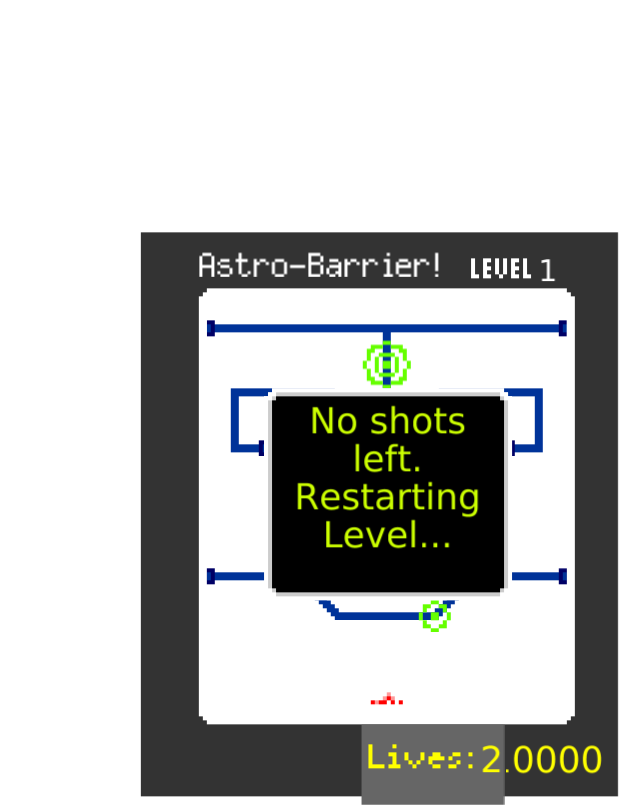 Astro-Barrier! LEVEL 1
No shots
left.
Restarting
Level...
Lives:2.0000